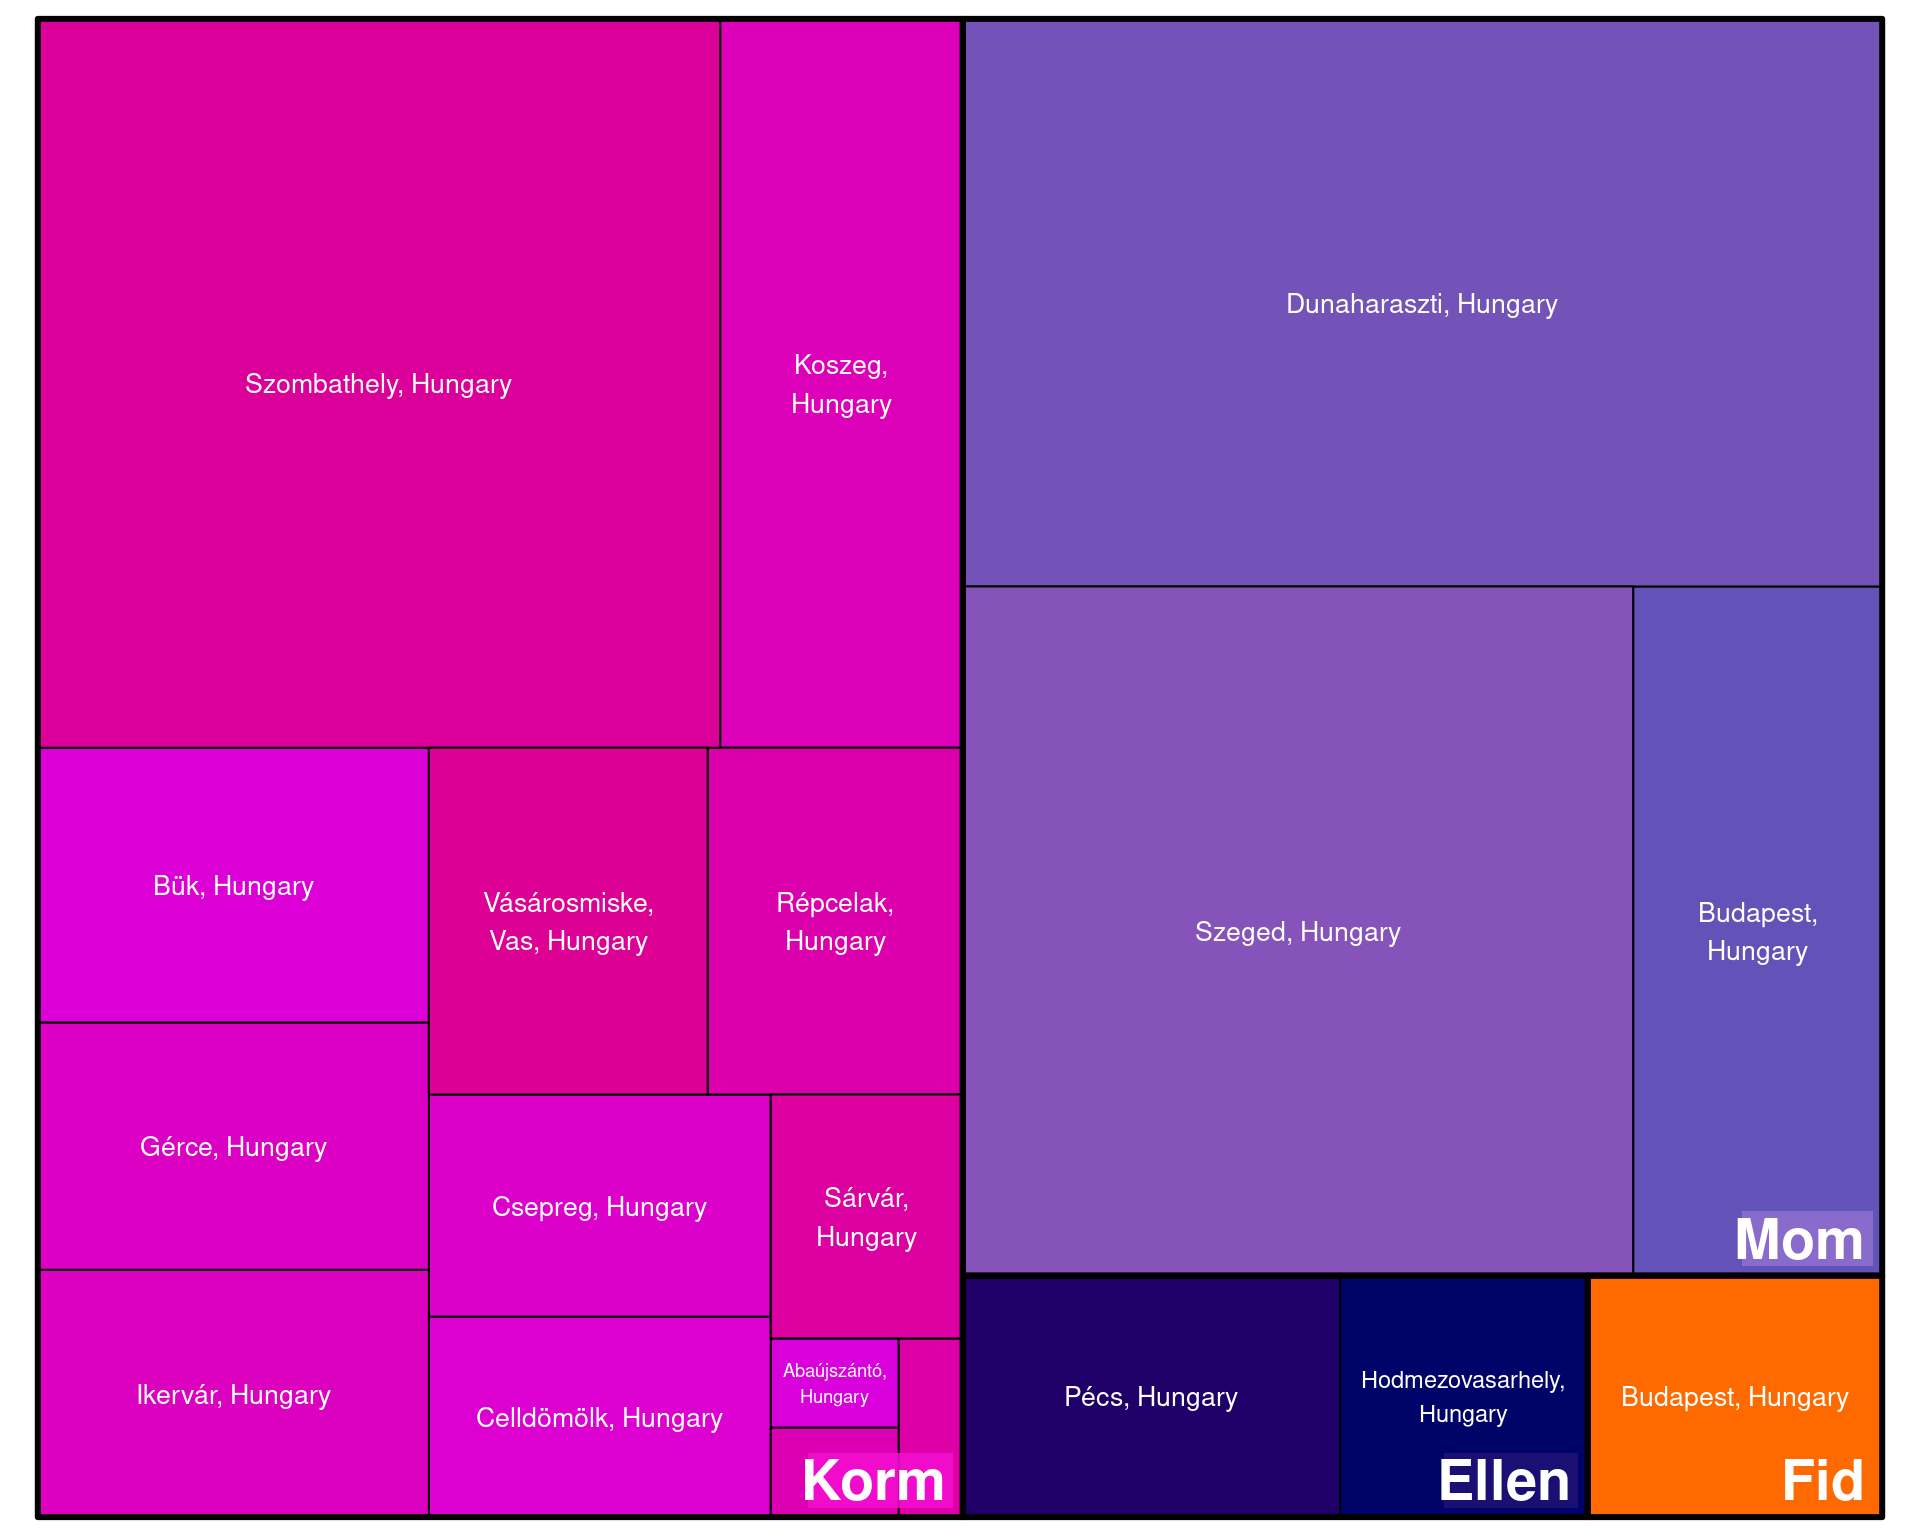 Szombathely, Hungary
Koszeg,
Hungary
Dunaharaszti, Hungary
Bük, Hungary
Vásárosmiske,
Vas, Hungary
Répcelak,
Hungary
Szeged, Hungary
Budapest,
Hungary
Gérce, Hungary
Csepreg, Hungary
Sárvár,
Hungary
Mom
Ikervár, Hungary
Celldömölk, Hungary
Abaújszántó,
Hungary
Korm
Pécs, Hungary
Hodmezovasarhely,
Hungary
Ellen
Budapest, Hungary
Fid